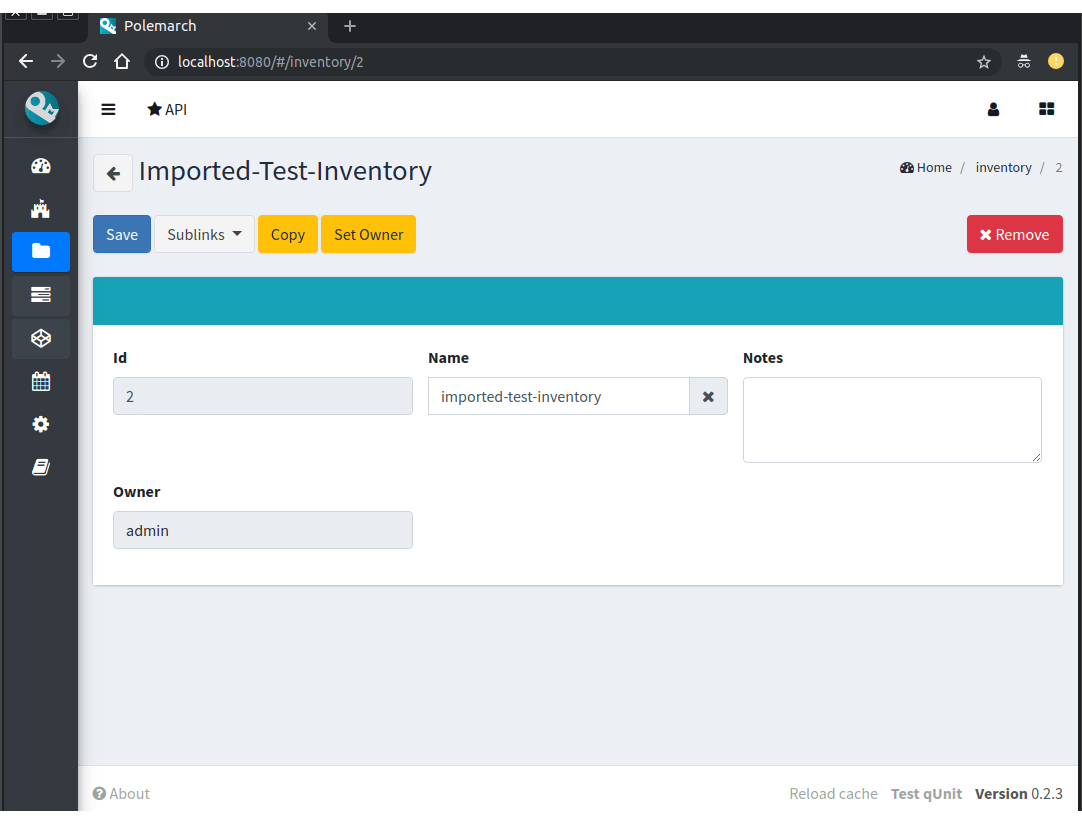 Polemarch
localhost:8080/#/inventory/2
API
Imported-Test-Inventory
Home / inventory / 2
Save Sublinks Copy Set Owner Remove
Id Name Notes
2 imported-test-inventory
Owner
admin
About Reload cache Test qUnit Version 0.2.3